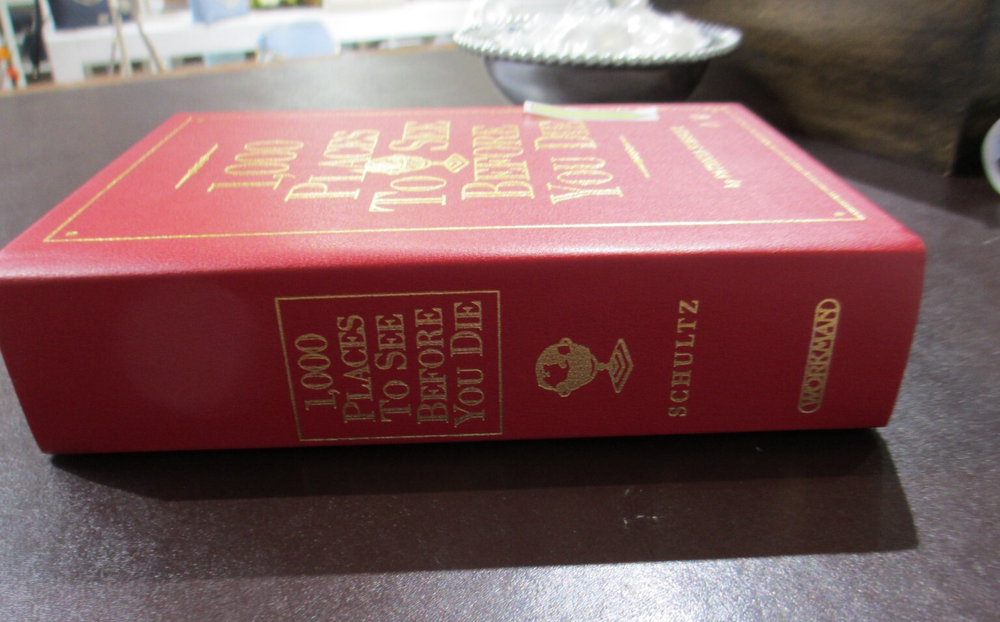 1,000
PLACES
TO SEE
BEFORE
YOU DIE
1,000
PLACES
TO SEE
BEFORE
YOU DIE
SCHULTZ
WORKMAN